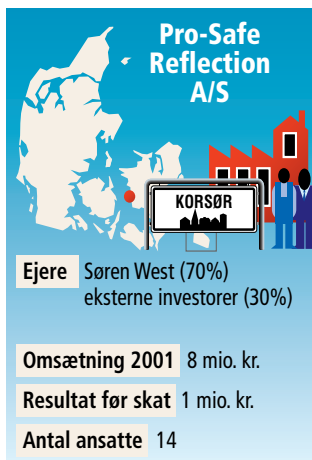 Pro-Safe
Reflection
A/S
KORSØR
Ejere Søren West (70%)
eksterne investorer (30%)
Omsætning 2001 8 mio. kr.
Resultat før skat 1 mio. kr.
Antal ansatte 14